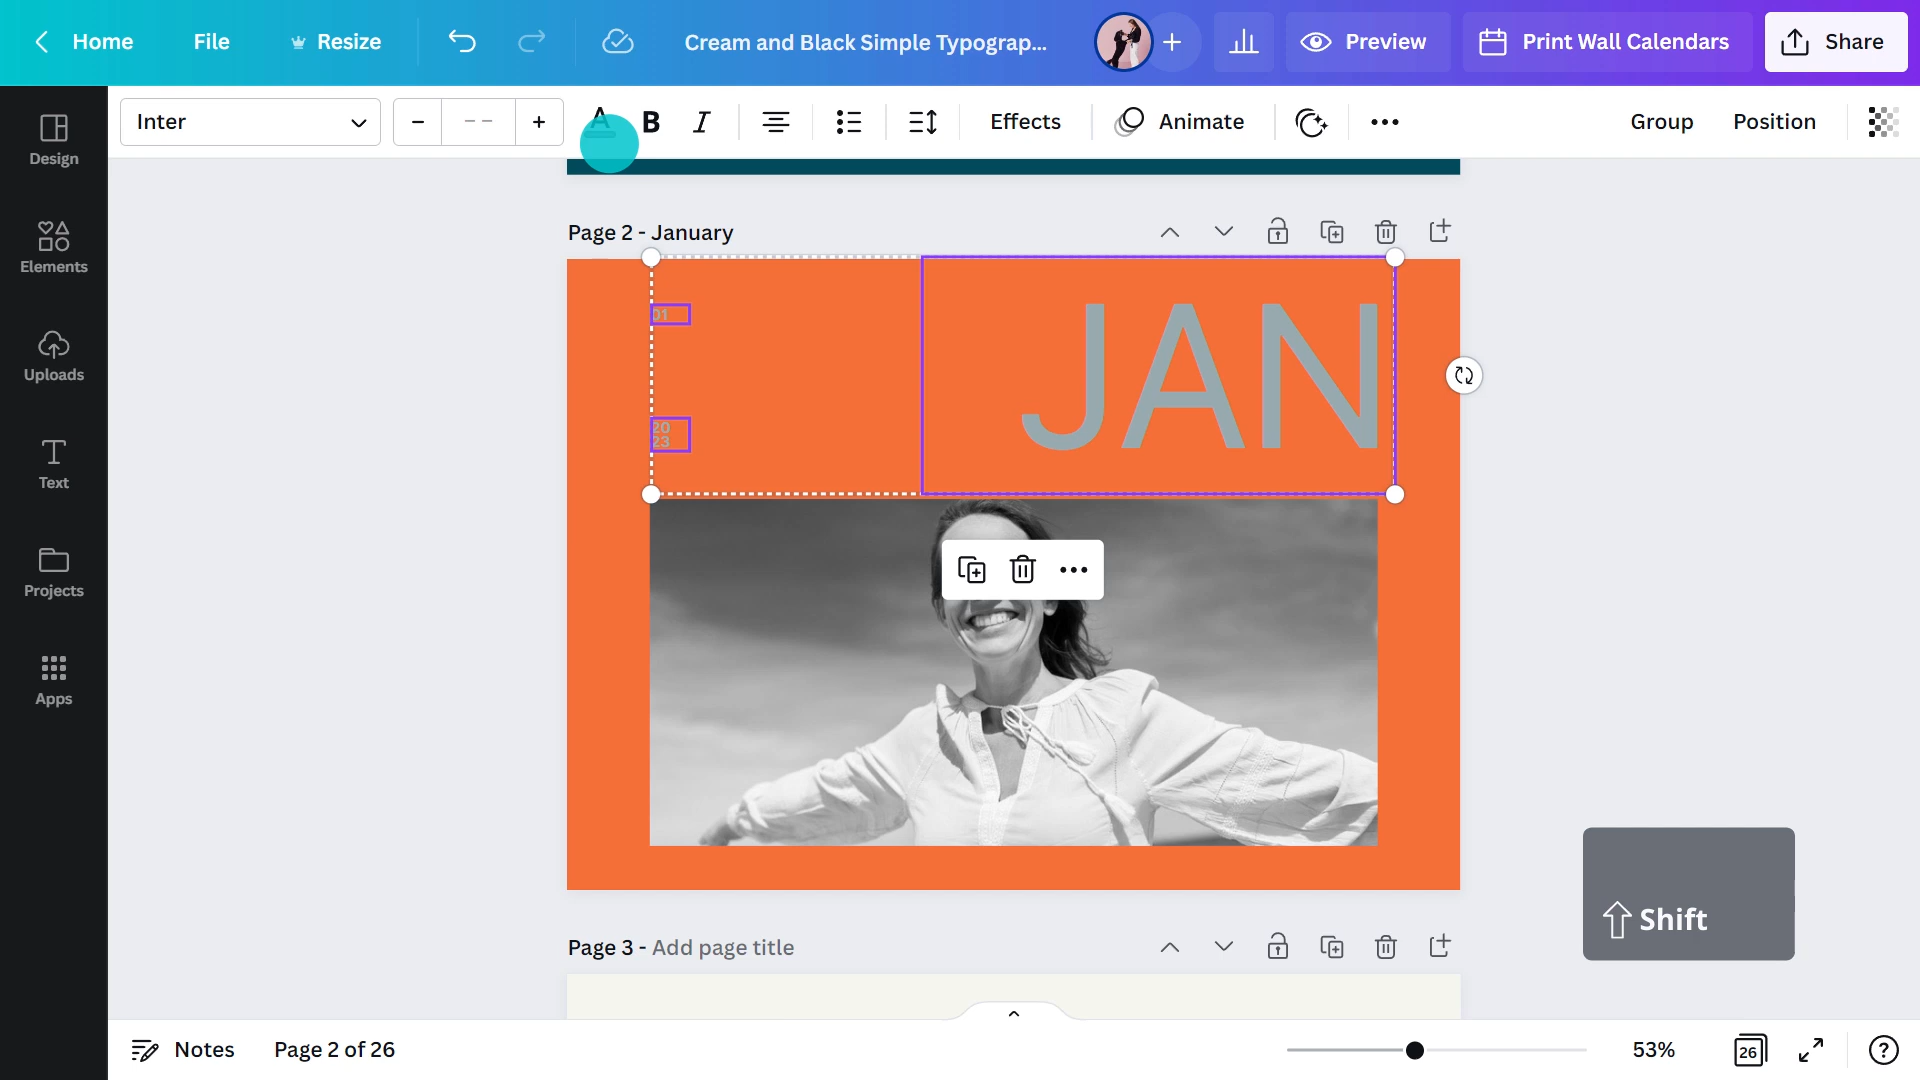 Home File Resize Cream and Black Simple Typograp... Preview Print Wall Calendars Share
Inter -- A B I Effects Animate Group Position
Design
Elements
Uploads
Text
Projects
Apps
Page 2 - January
01
JAN
20
23
Shift
Page 3 - Add page title
Notes Page 2 of 26 53% 26